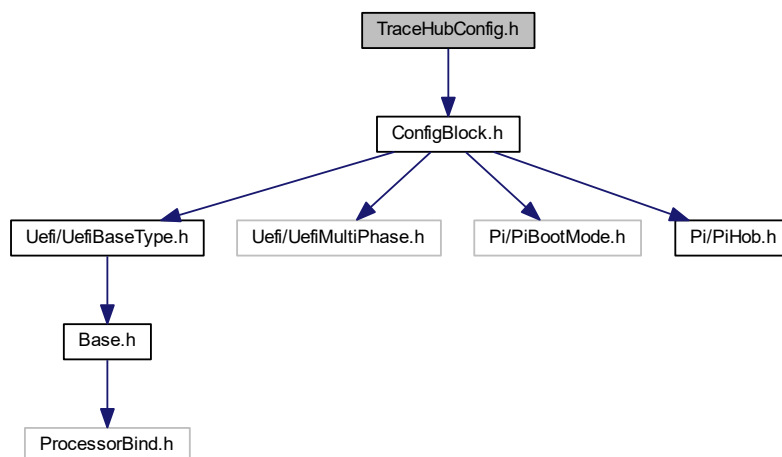 TraceHubConfig.h
ConfigBlock.h
Uefi/UefiBaseType.h
Uefi/UefiMultiPhase.h
Pi/PiBootMode.h
Pi/PiHob.h
Base.h
ProcessorBind.h